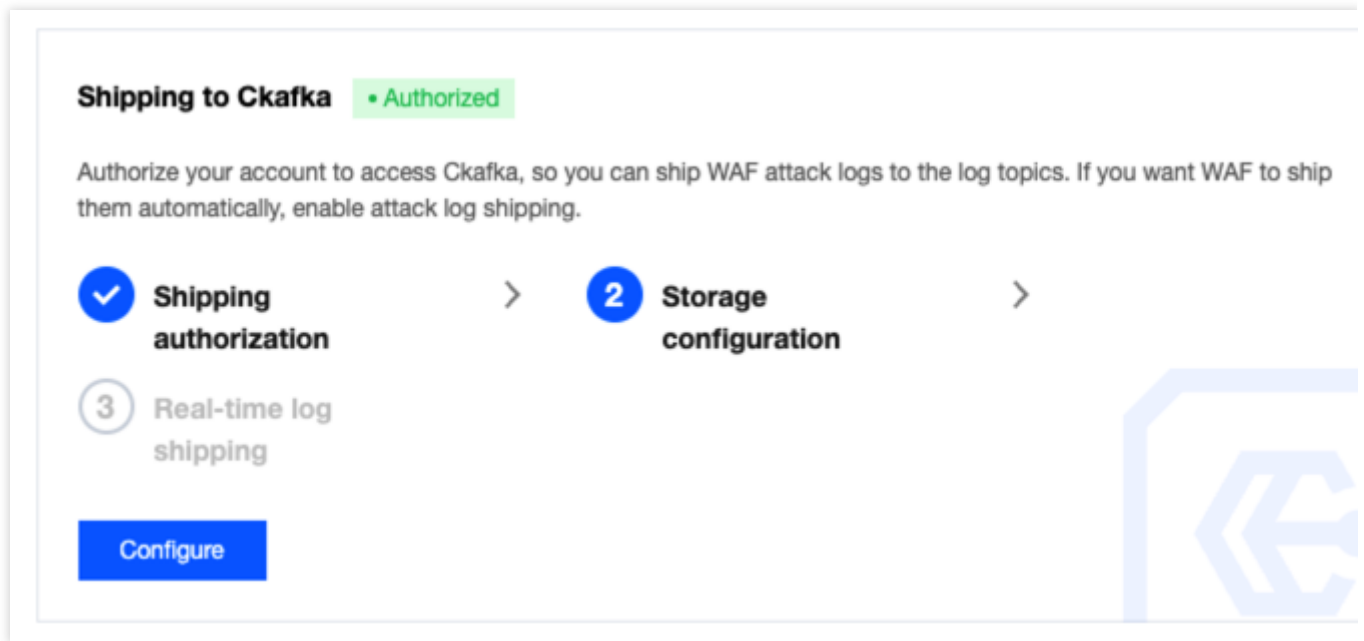 Shipping to Ckafka • Authorized
Authorize your account to access Ckafka, so you can ship WAF attack logs to the log topics. If you want WAF to ship
them automatically, enable attack log shipping.
Shipping
authorization
2 Storage
configuration
3 Real-time log
shipping
Configure